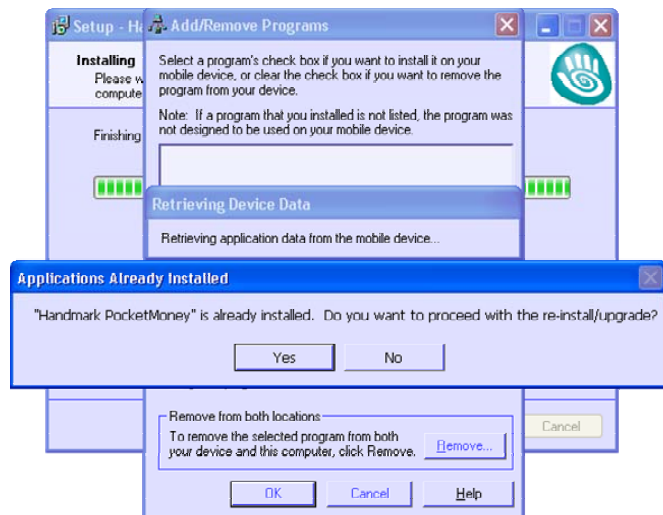 Setup - Ha
Add/Remove Programs
Installing
Please w
compute
Select a program's check box if you want to install it on your
mobile device, or clear the check box if you want to remove the
program from your device.
Note: If a program that you installed is not listed, the program was
not designed to be used on your mobile device.
Finishing
Retrieving Device Data
Retrieving application data from the mobile device...
Applications Already Installed
"Handmark PocketMoney" is already installed. Do you want to proceed with the re-install/upgrade?
Yes
No
Remove from both locations
To remove the selected program from both
your device and this computer, click Remove.
Remove...
Cancel
OK
Cancel
Help